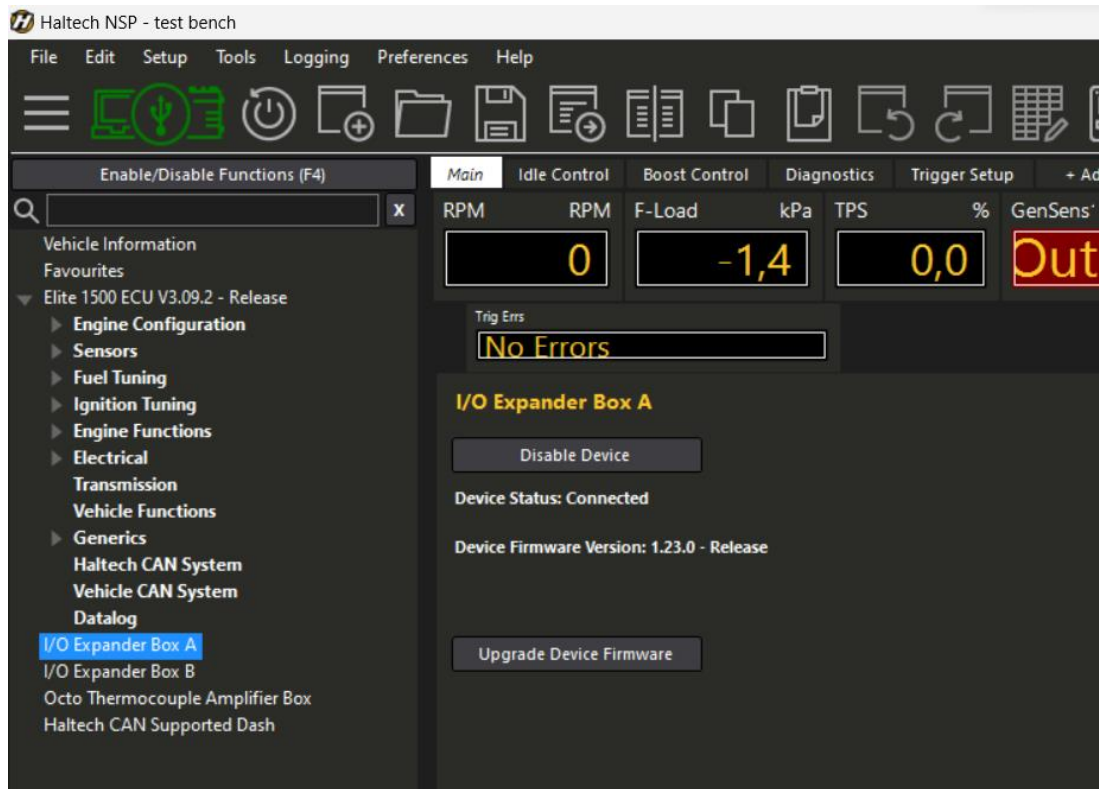 Haltech NSP - test bench
File Edit Setup Tools Logging Preferences Help
Enable/Disable Functions (F4)
X
Vehicle Information
Favourites
Elite 1500 ECU V3.09.2 - Release
Engine Configuration
Sensors
Fuel Tuning
Ignition Tuning
Engine Functions
Electrical
Transmission
Vehicle Functions
Generics
Haltech CAN System
Vehicle CAN System
Datalog
I/O Expander Box A
I/O Expander Box B
Octo Thermocouple Amplifier Box
Haltech CAN Supported Dash
Main Idle Control Boost Control Diagnostics Trigger Setup + Ad
RPM RPM F-Load kPa TPS % GenSens
0 -1,4 0,0 Out
Trig Errs
No Errors
I/O Expander Box A
Disable Device
Device Status: Connected
Device Firmware Version: 1.23.0 - Release
Upgrade Device Firmware